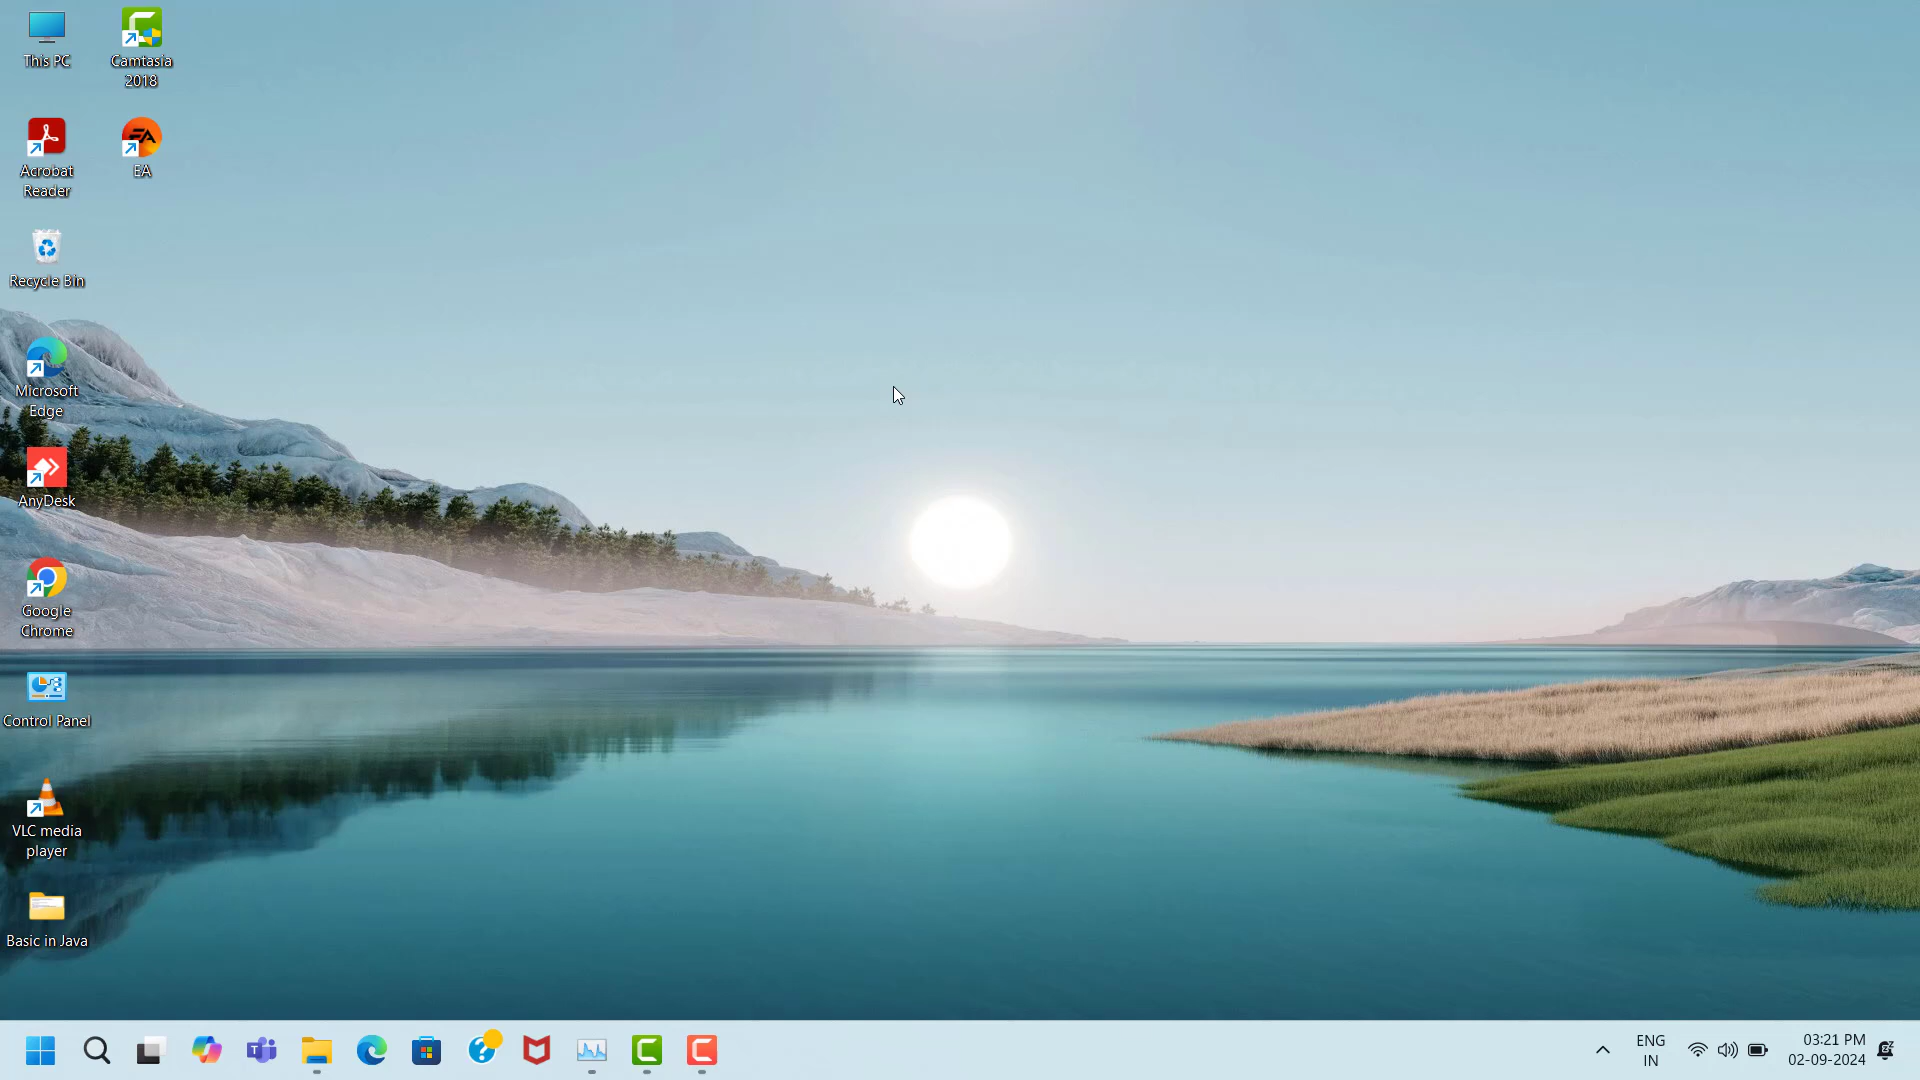 This PC
Camtasia
2018
Acrobat
Reader
EA
Recycle Bin
Microsoft
Edge
AnyDesk
Google
Chrome
Control Panel
VLC media
player
Basic in Java
ENG
IN
03:21 PM
02-09-2024